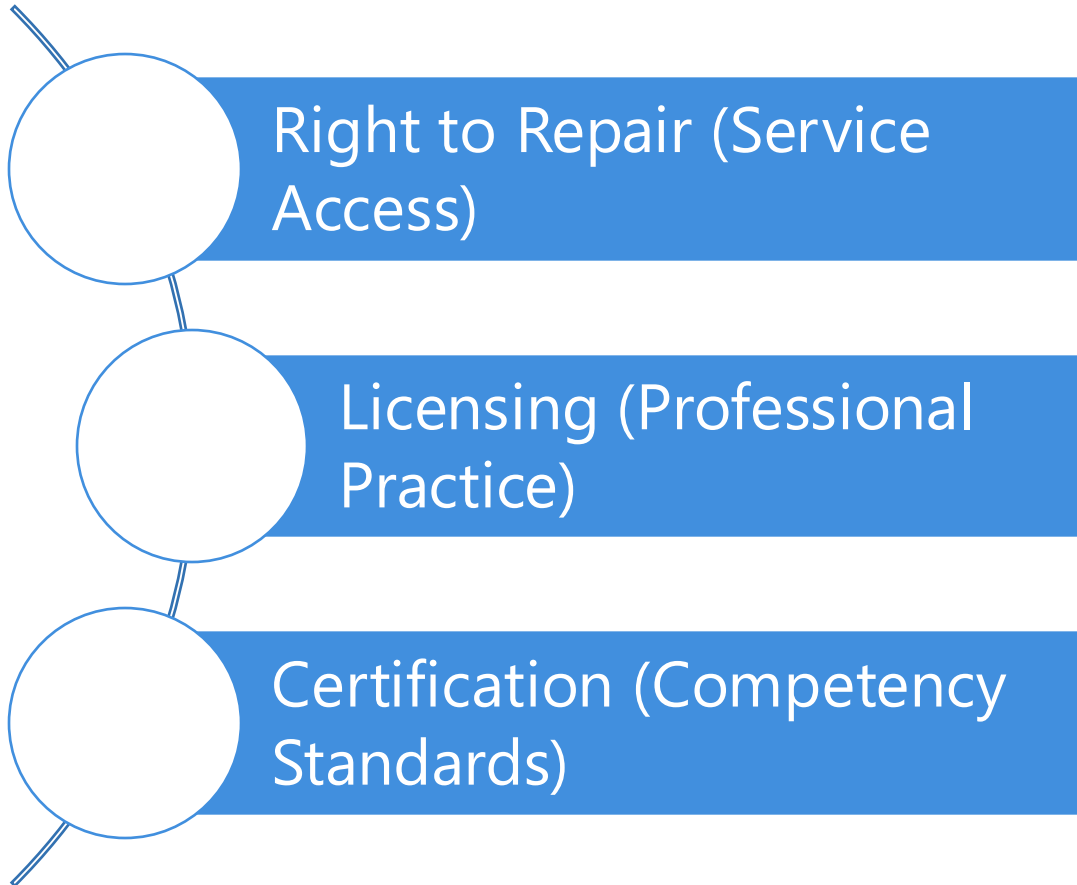 Right to Repair (Service
Access)
Licensing (Professional
Practice)
Certification (Competency
Standards)